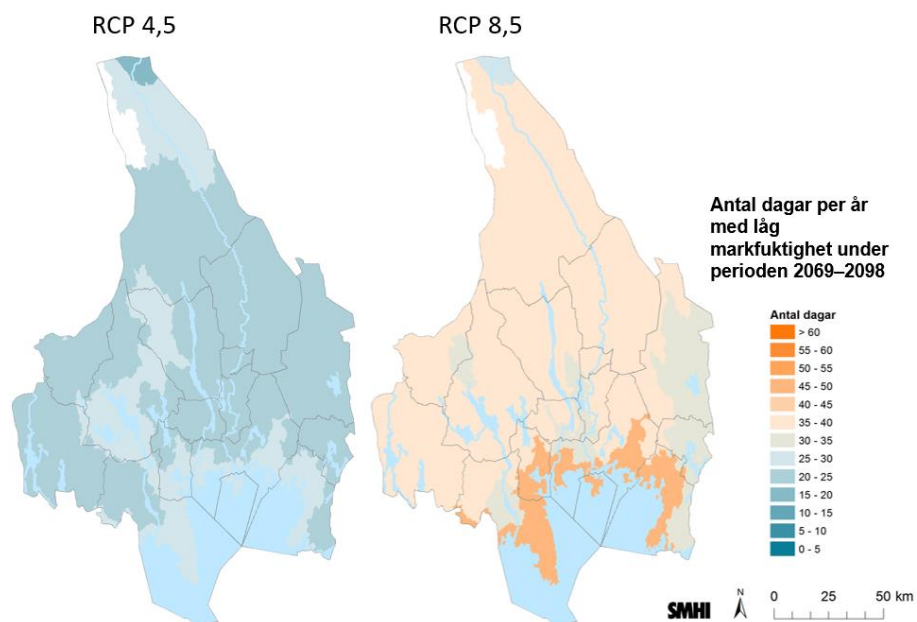 RCP 4,5
RCP 8,5
Antal dagar per år
med låg
markfuktighet under
perioden 2069–2098
Antal dagar
> 60
55 - 60
50 - 55
45 - 50
40 - 45
35 - 40
30 - 35
25 - 30
20 - 25
15 - 20
10 - 15
5 - 10
0 - 5
SMHI
N
0 25 50 km